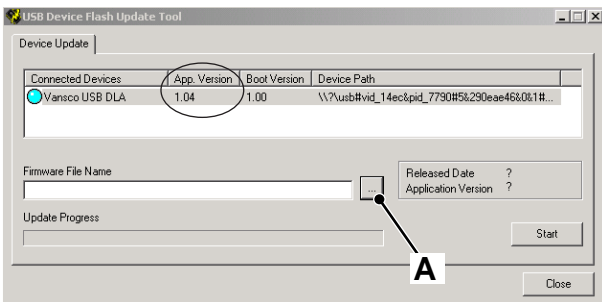 USB Device Flash Update Tool
Device Update
Connected Devices App. Version Boot Version Device Path
Vansco USB DLA 1.04 1.00 \\?\usb#vid_14ec&pid_7790#5&290eae46&0&1#...
Firmware File Name
...
Released Date ?
Application Version ?
Update Progress
Start
A
Close